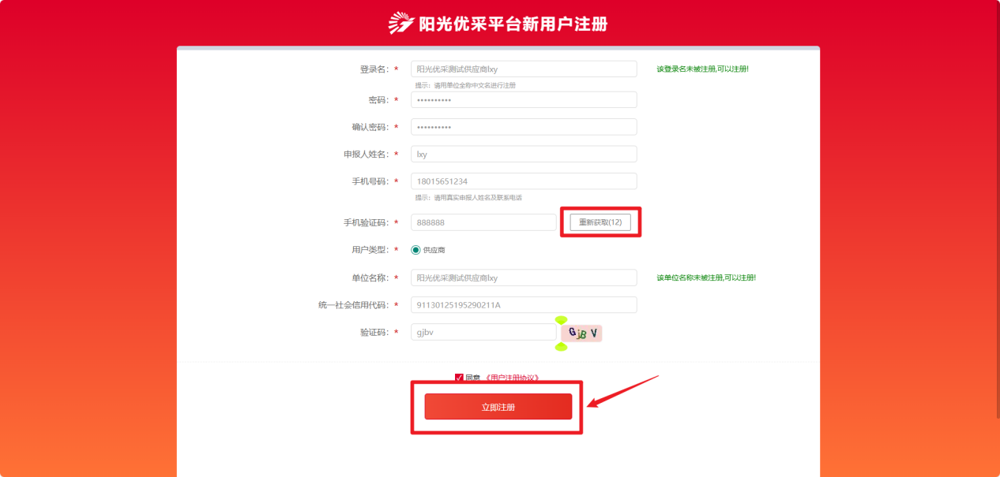 阳光优采平台新用户注册
登录名：* 阳光优采测试供应商lxy 该登录名未被注册,可以注册!
提示：请用单位全称中文名进行注册
密码：* ••••••••••
确认密码：* ••••••••••
申报人姓名：* lxy
手机号码：* 18015651234
提示：请用真实申报人姓名及联系电话
手机验证码：* 888888 重新获取(12)
用户类型：* 供应商
单位名称：* 阳光优采测试供应商lxy 该单位名称未被注册,可以注册!
统一社会信用代码：* 91130125195290211A
验证码：* gjbv GjBV
同意 《用户注册协议》
立即注册